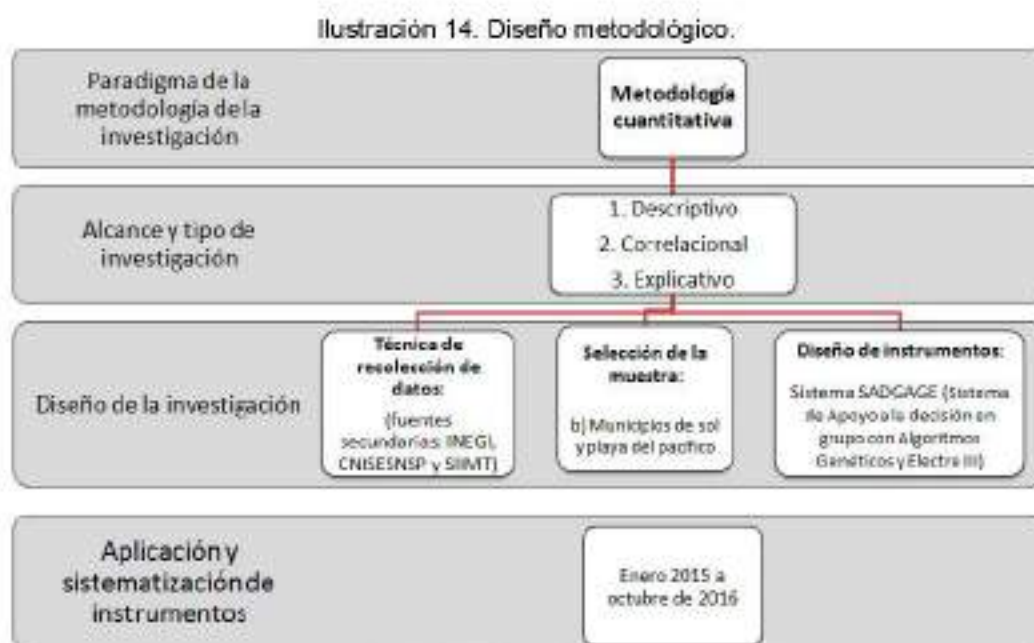 Ilustración 14. Diseño metodológico.
Paradigma de la
metodología de la
investigación
Metodología
cuantitativa
Alcance y tipo de
investigación
1. Descriptivo
2. Correlacional
3. Explicativo
Diseño de la investigación
Técnica de
recolección de
datos:
(fuentes
secundarias: INEGI,
CNISESNSP y SIIMT)
Selección de la
muestra:
b) Municipios de sol
y playa del pacifico
Diseño de instrumentos:
Sistema SADGAGE (Sistema
de Apoyo a la decisión en
grupo con Algoritmos
Genéticos y Electre III)
Aplicación y
sistematización de
instrumentos
Enero 2015 a
octubre de 2016